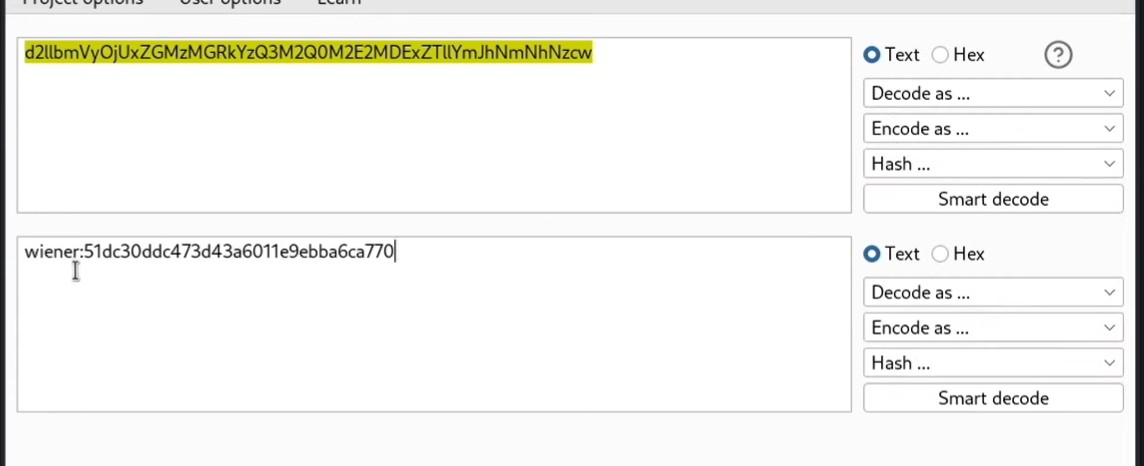 Project options User options Learn
d2llbmVyOjUxZGMzMGRkYzQ3M2Q0M2E2MDExZTllYmJhNmNhNzcw
Text Hex ?
Decode as ...
Encode as ...
Hash ...
Smart decode
wiener:51dc30ddc473d43a6011e9ebba6ca770
Text Hex
Decode as ...
Encode as ...
Hash ...
Smart decode